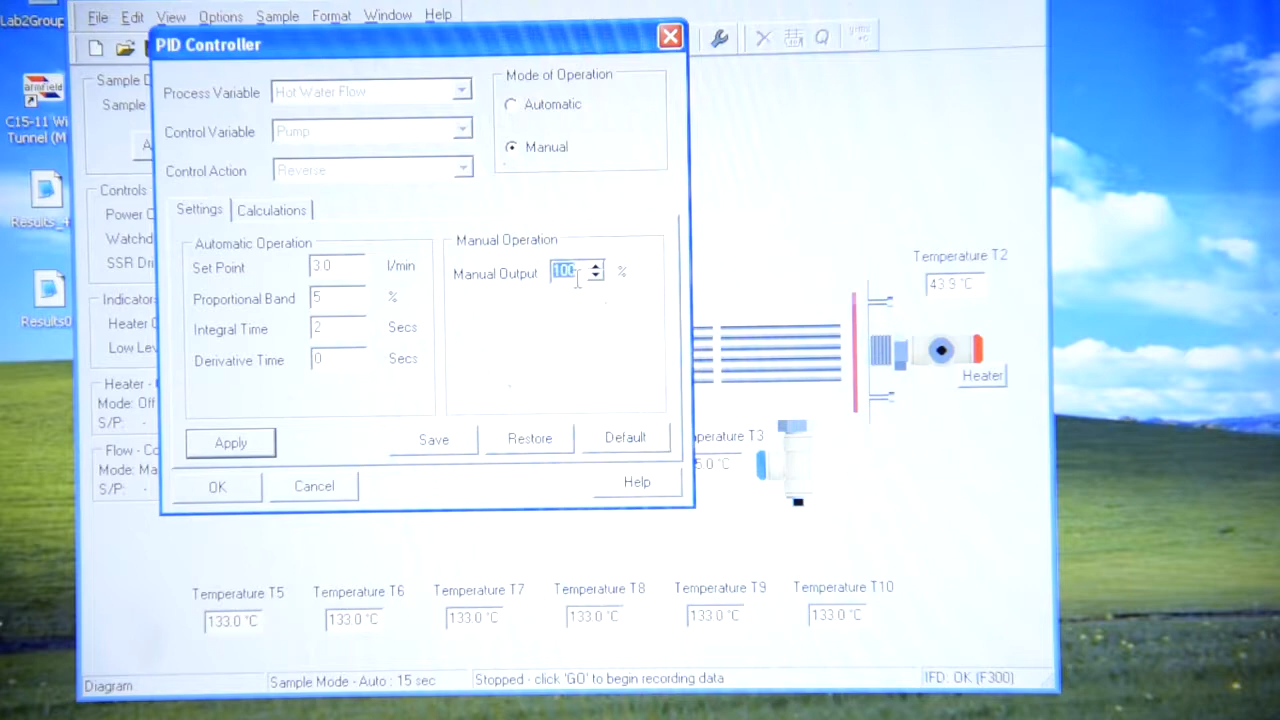 Lab2Group
File Edit View Options Sample Format Window Help
PID Controller
Sample D
Sample
armfield
C15-11 Wi
Tunnel (M
Results_4
Results0
Process Variable Hot Water Flow
Control Variable Pump
Control Action Reverse
Mode of Operation
Automatic
Manual
Controls
Power C
Watchd
SSR Dri
Indicator
Heater C
Low Lev
Heater -
Mode: Off
S/P: -
Flow - Co
Mode: Ma
S/P: -
Settings Calculations
Automatic Operation
Set Point 3.0 l/min
Proportional Band 5 %
Integral Time 2 Secs
Derivative Time 0 Secs
Manual Operation
Manual Output 100 %
Apply Save Restore Default
OK Cancel Help
Temperature T2
43.9 °C
Heater
perature T3
5.0 °C
Temperature T5 Temperature T6 Temperature T7 Temperature T8 Temperature T9 Temperature T10
133.0 °C 133.0 °C 133.0 °C 133.0 °C 133.0 °C 133.0 °C
Diagram Sample Mode - Auto : 15 sec Stopped - click 'GO' to begin recording data IFD: OK (F300)